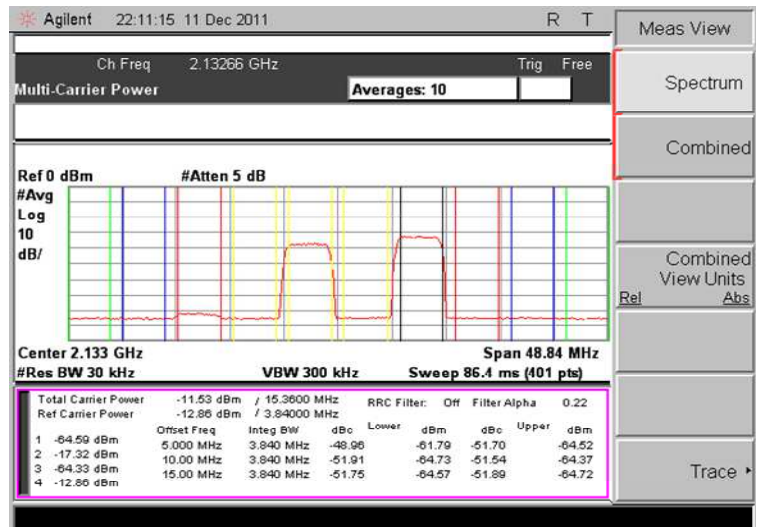 Agilent 22:11:15 11 Dec 2011 R T
Ch Freq 2.13266 GHz Trig Free
Multi-Carrier Power Averages: 10
Ref 0 dBm #Atten 5 dB
#Avg
Log
10
dB/
Center 2.133 GHz Span 48.84 MHz
#Res BW 30 kHz VBW 300 kHz Sweep 86.4 ms (401 pts)
Total Carrier Power -11.53 dBm / 15.3600 MHz RRC Filter: Off Filter Alpha 0.22
Ref Carrier Power -12.86 dBm / 3.84000 MHz
Offset Freq Integ BW dBc Lower dBm dBc Upper dBm
1 -64.59 dBm 5.000 MHz 3.840 MHz -48.96 -61.79 -51.70 -64.52
2 -17.32 dBm 10.00 MHz 3.840 MHz -51.91 -64.73 -51.54 -64.37
3 -64.33 dBm 15.00 MHz 3.840 MHz -51.75 -64.57 -51.89 -64.72
4 -12.86 dBm
Meas View
Spectrum
Combined
Combined
View Units
Rel Abs
Trace